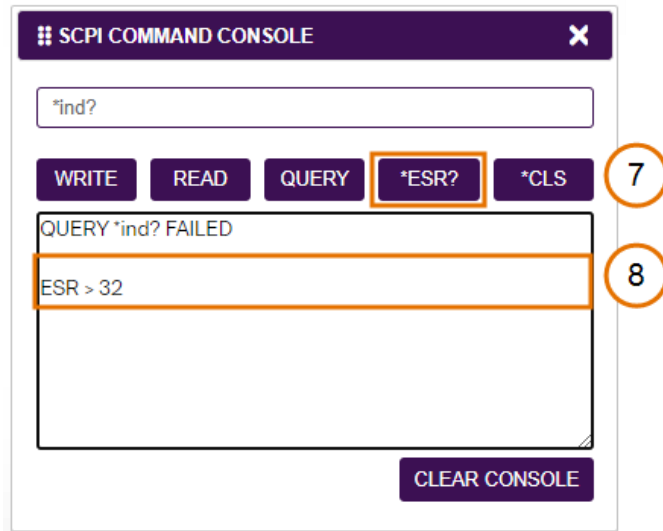 SCPI COMMAND CONSOLE
*ind?
WRITE READ QUERY *ESR? *CLS 7
QUERY *ind? FAILED
ESR > 32 8
CLEAR CONSOLE